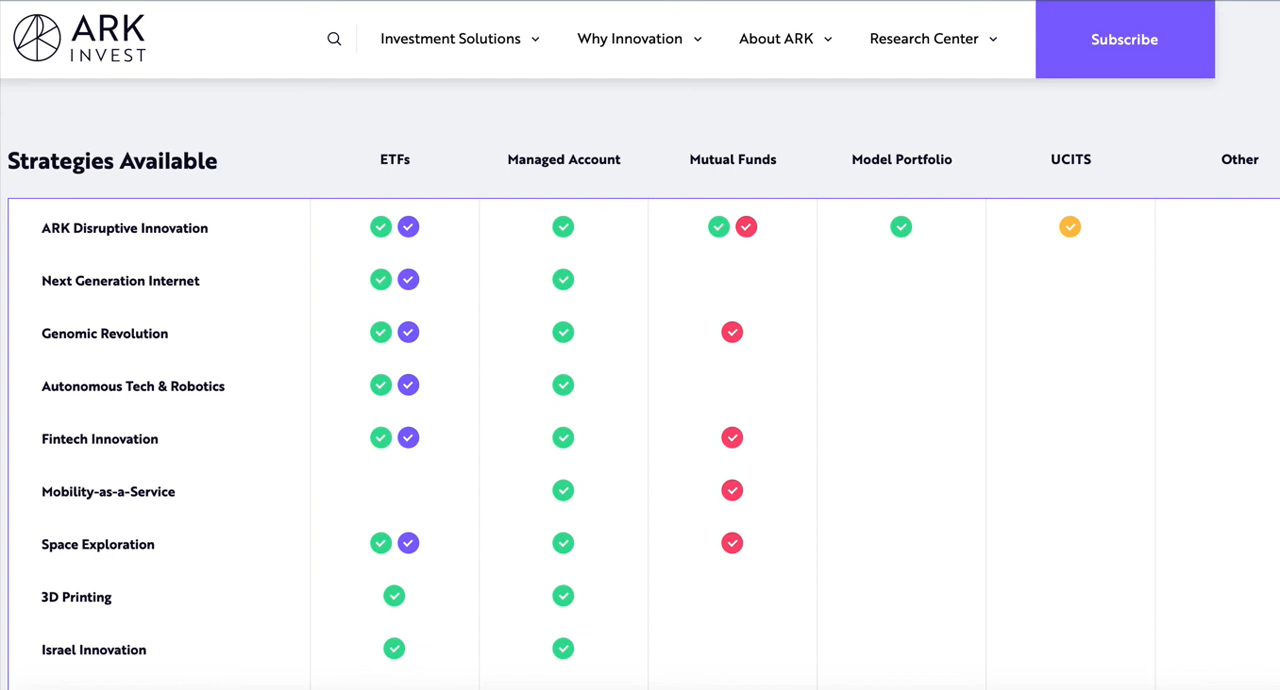 ARK
INVEST
Investment Solutions
Why Innovation
About ARK
Research Center
Subscribe
Strategies Available
ETFs
Managed Account
Mutual Funds
Model Portfolio
UCITS
Other
ARK Disruptive Innovation
Next Generation Internet
Genomic Revolution
Autonomous Tech & Robotics
Fintech Innovation
Mobility-as-a-Service
Space Exploration
3D Printing
Israel Innovation